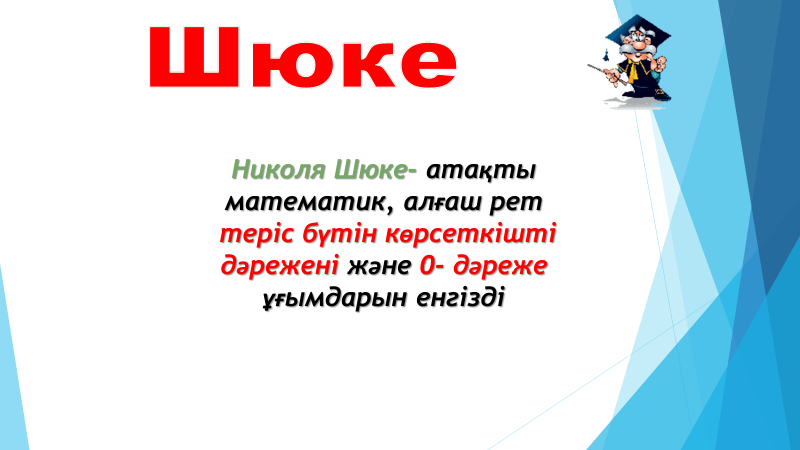 Шюке
Николя Шюке- атақты
математик, алғаш рет
теріс бүтін көрсеткішті
дәрежені және 0- дәреже
ұғымдарын енгізді